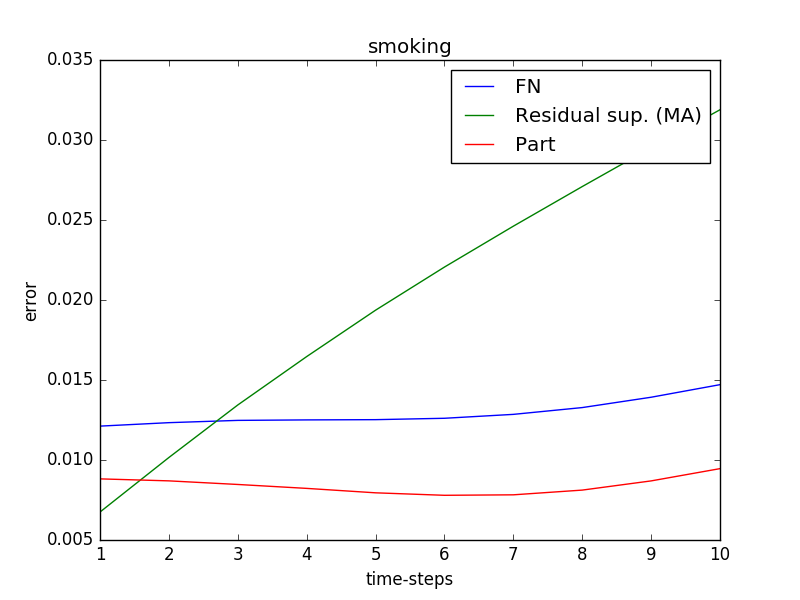 smoking
0.035
0.030
0.025
0.020
0.015
0.010
0.005
error
FN
Residual sup. (MA)
Part
1 2 3 4 5 6 7 8 9 10
time-steps